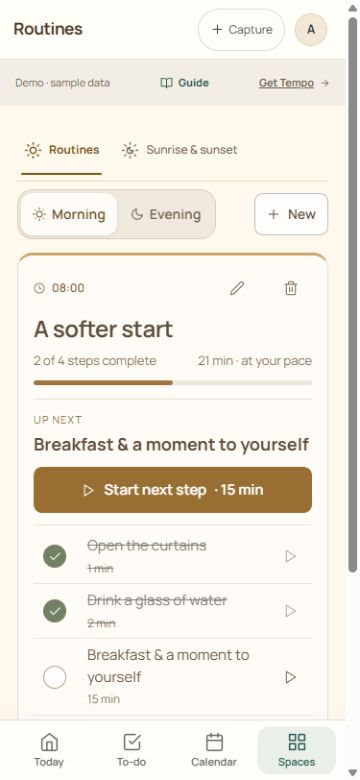 Routines
+ Capture
A
Demo · sample data
Guide
Get Tempo →
Routines
Sunrise & sunset
Morning
Evening
+ New
08:00
A softer start
2 of 4 steps complete
21 min · at your pace
UP NEXT
Breakfast & a moment to yourself
Start next step · 15 min
Open the curtains
1 min
Drink a glass of water
2 min
Breakfast & a moment to
yourself
15 min
Today
To-do
Calendar
Spaces